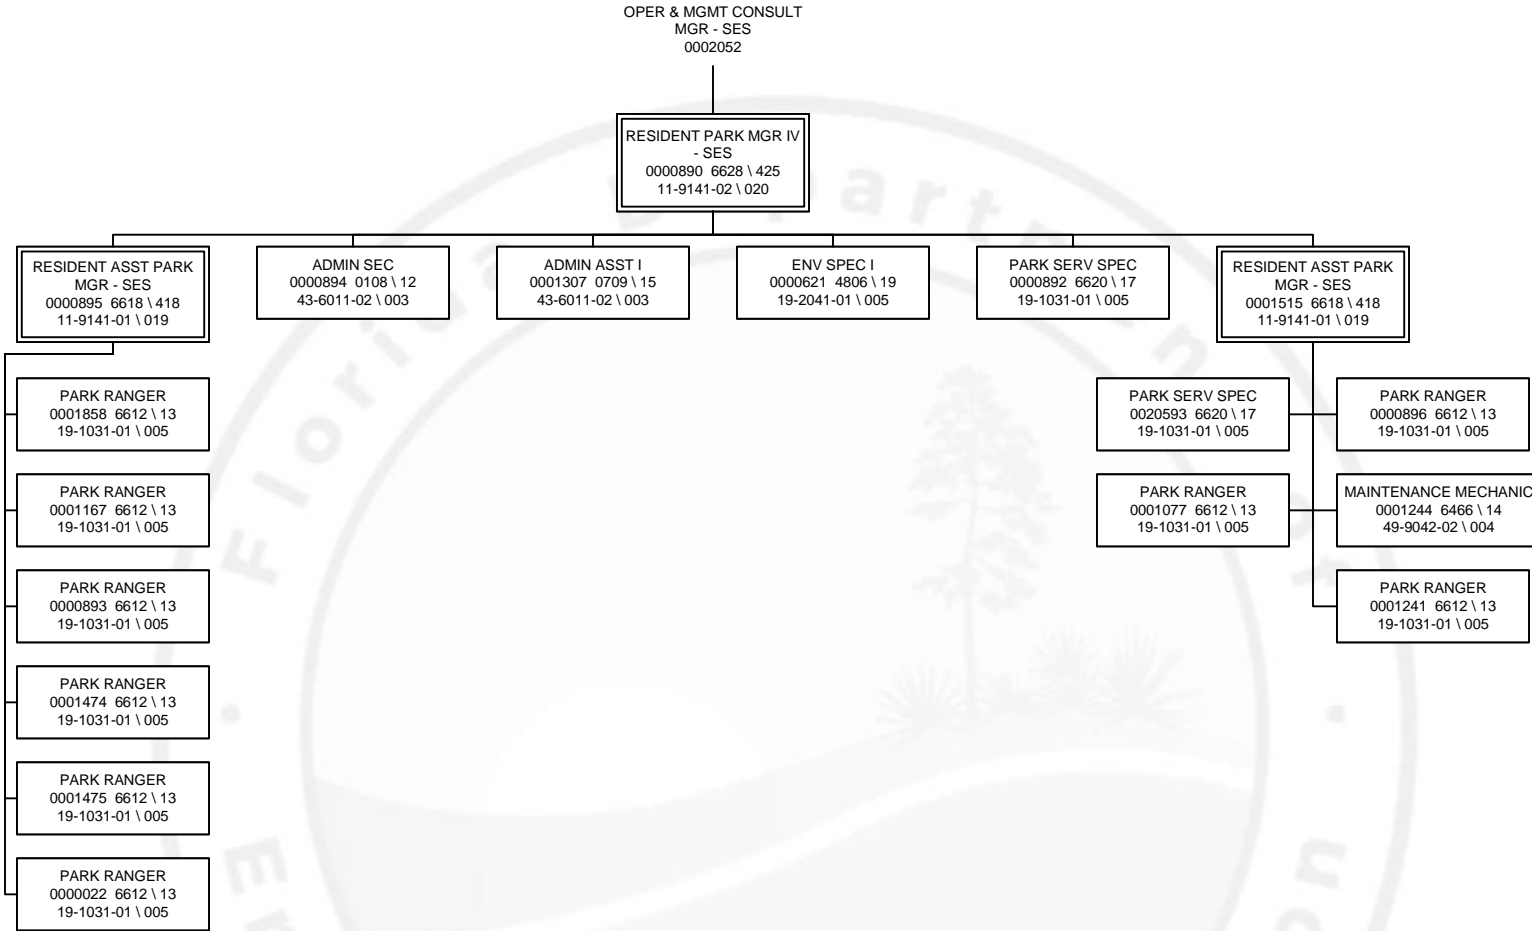 OPER & MGMT CONSULT
MGR - SES
0002052
RESIDENT PARK MGR IV
- SES
0000890 6628 \ 425
11-9141-02 \ 020
RESIDENT ASST PARK
MGR - SES
0000895 6618 \ 418
11-9141-01 \ 019
ADMIN SEC
0000894 0108 \ 12
43-6011-02 \ 003
ADMIN ASST I
0001307 0709 \ 15
43-6011-02 \ 003
ENV SPEC I
0000621 4806 \ 19
19-2041-01 \ 005
PARK SERV SPEC
0000892 6620 \ 17
19-1031-01 \ 005
RESIDENT ASST PARK
MGR - SES
0001515 6618 \ 418
11-9141-01 \ 019
PARK RANGER
0001858 6612 \ 13
19-1031-01 \ 005
PARK RANGER
0001167 6612 \ 13
19-1031-01 \ 005
PARK RANGER
0000893 6612 \ 13
19-1031-01 \ 005
PARK RANGER
0001474 6612 \ 13
19-1031-01 \ 005
PARK RANGER
0001475 6612 \ 13
19-1031-01 \ 005
PARK RANGER
0000022 6612 \ 13
19-1031-01 \ 005
PARK SERV SPEC
0020593 6620 \ 17
19-1031-01 \ 005
PARK RANGER
0000896 6612 \ 13
19-1031-01 \ 005
PARK RANGER
0001077 6612 \ 13
19-1031-01 \ 005
MAINTENANCE MECHANIC
0001244 6466 \ 14
49-9042-02 \ 004
PARK RANGER
0001241 6612 \ 13
19-1031-01 \ 005
Florida Department of